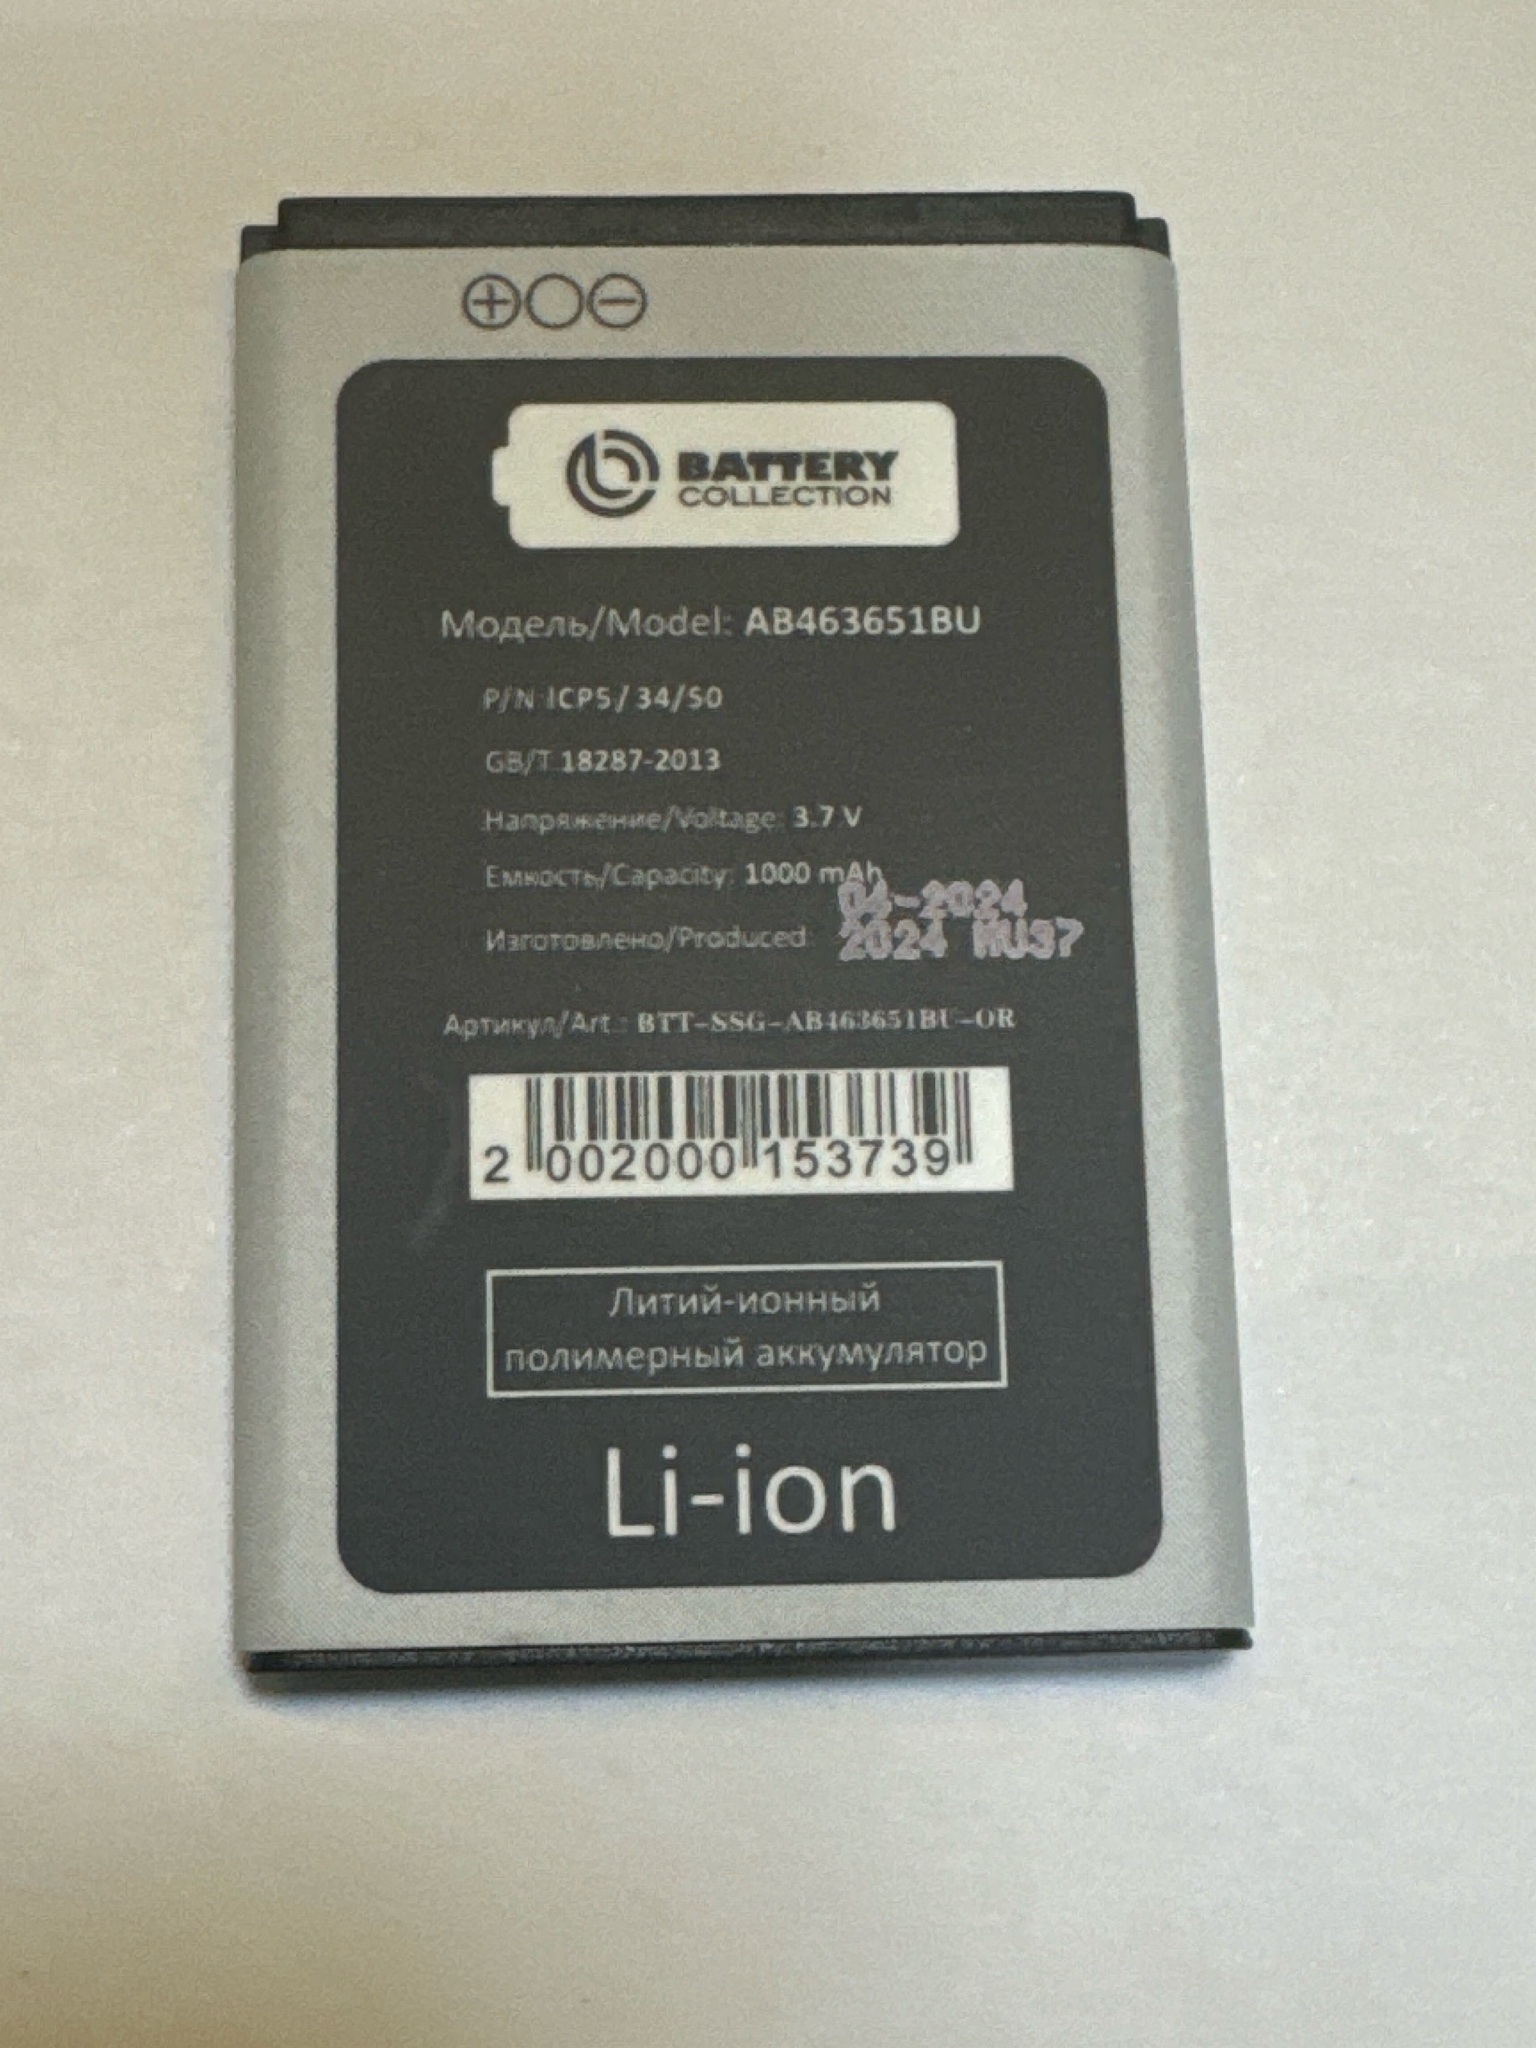 BATTERY
COLLECTION
Модель/Model: AB463651BU
P/N ICP5/34/50
GB/T 18287-2013
Напряжение/Voltage: 3.7 V
Емкость/Capacity: 1000 mAh
04-2024
Изготовлено/Produced: 2024 MU37
Артикул/Art.: BTT-SSG-AB463651BU-OR
2 002000 153739
Литий-ионный
полимерный аккумулятор
Li-ion